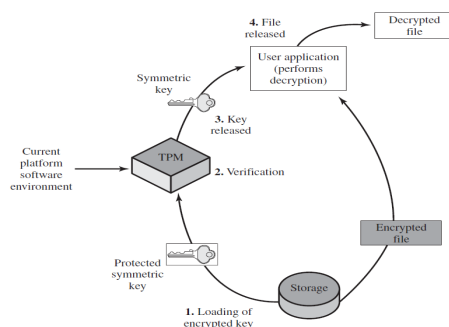 4. File
released
Decrypted
file
User application
(performs
decryption)
Symmetric
key
3. Key
released
Current
platform
software
environment
TPM
2. Verification
Encrypted
file
Protected
symmetric
key
Storage
1. Loading of
encrypted key